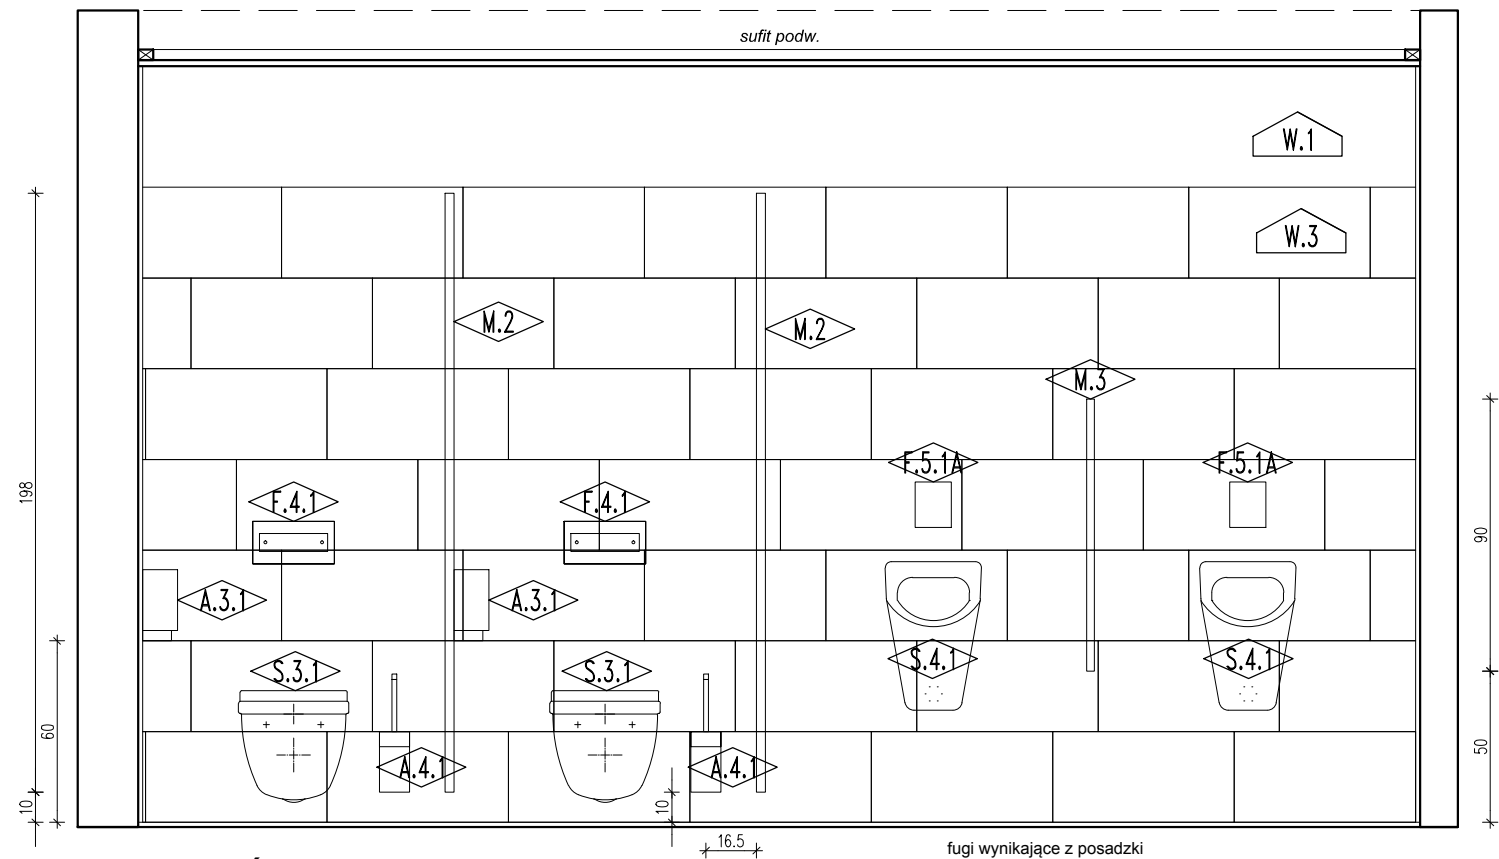 sufit podw.
W.1
W.3
M.2
M.2
M.3
F.5.1A
F.5.1A
198
F.4.1
F.4.1
90
A.3.1
A.3.1
S.3.1
S.3.1
S.4.1
S.4.1
60
50
A.4.1
A.4.1
10
10
16.5
fugi wynikające z posadzki